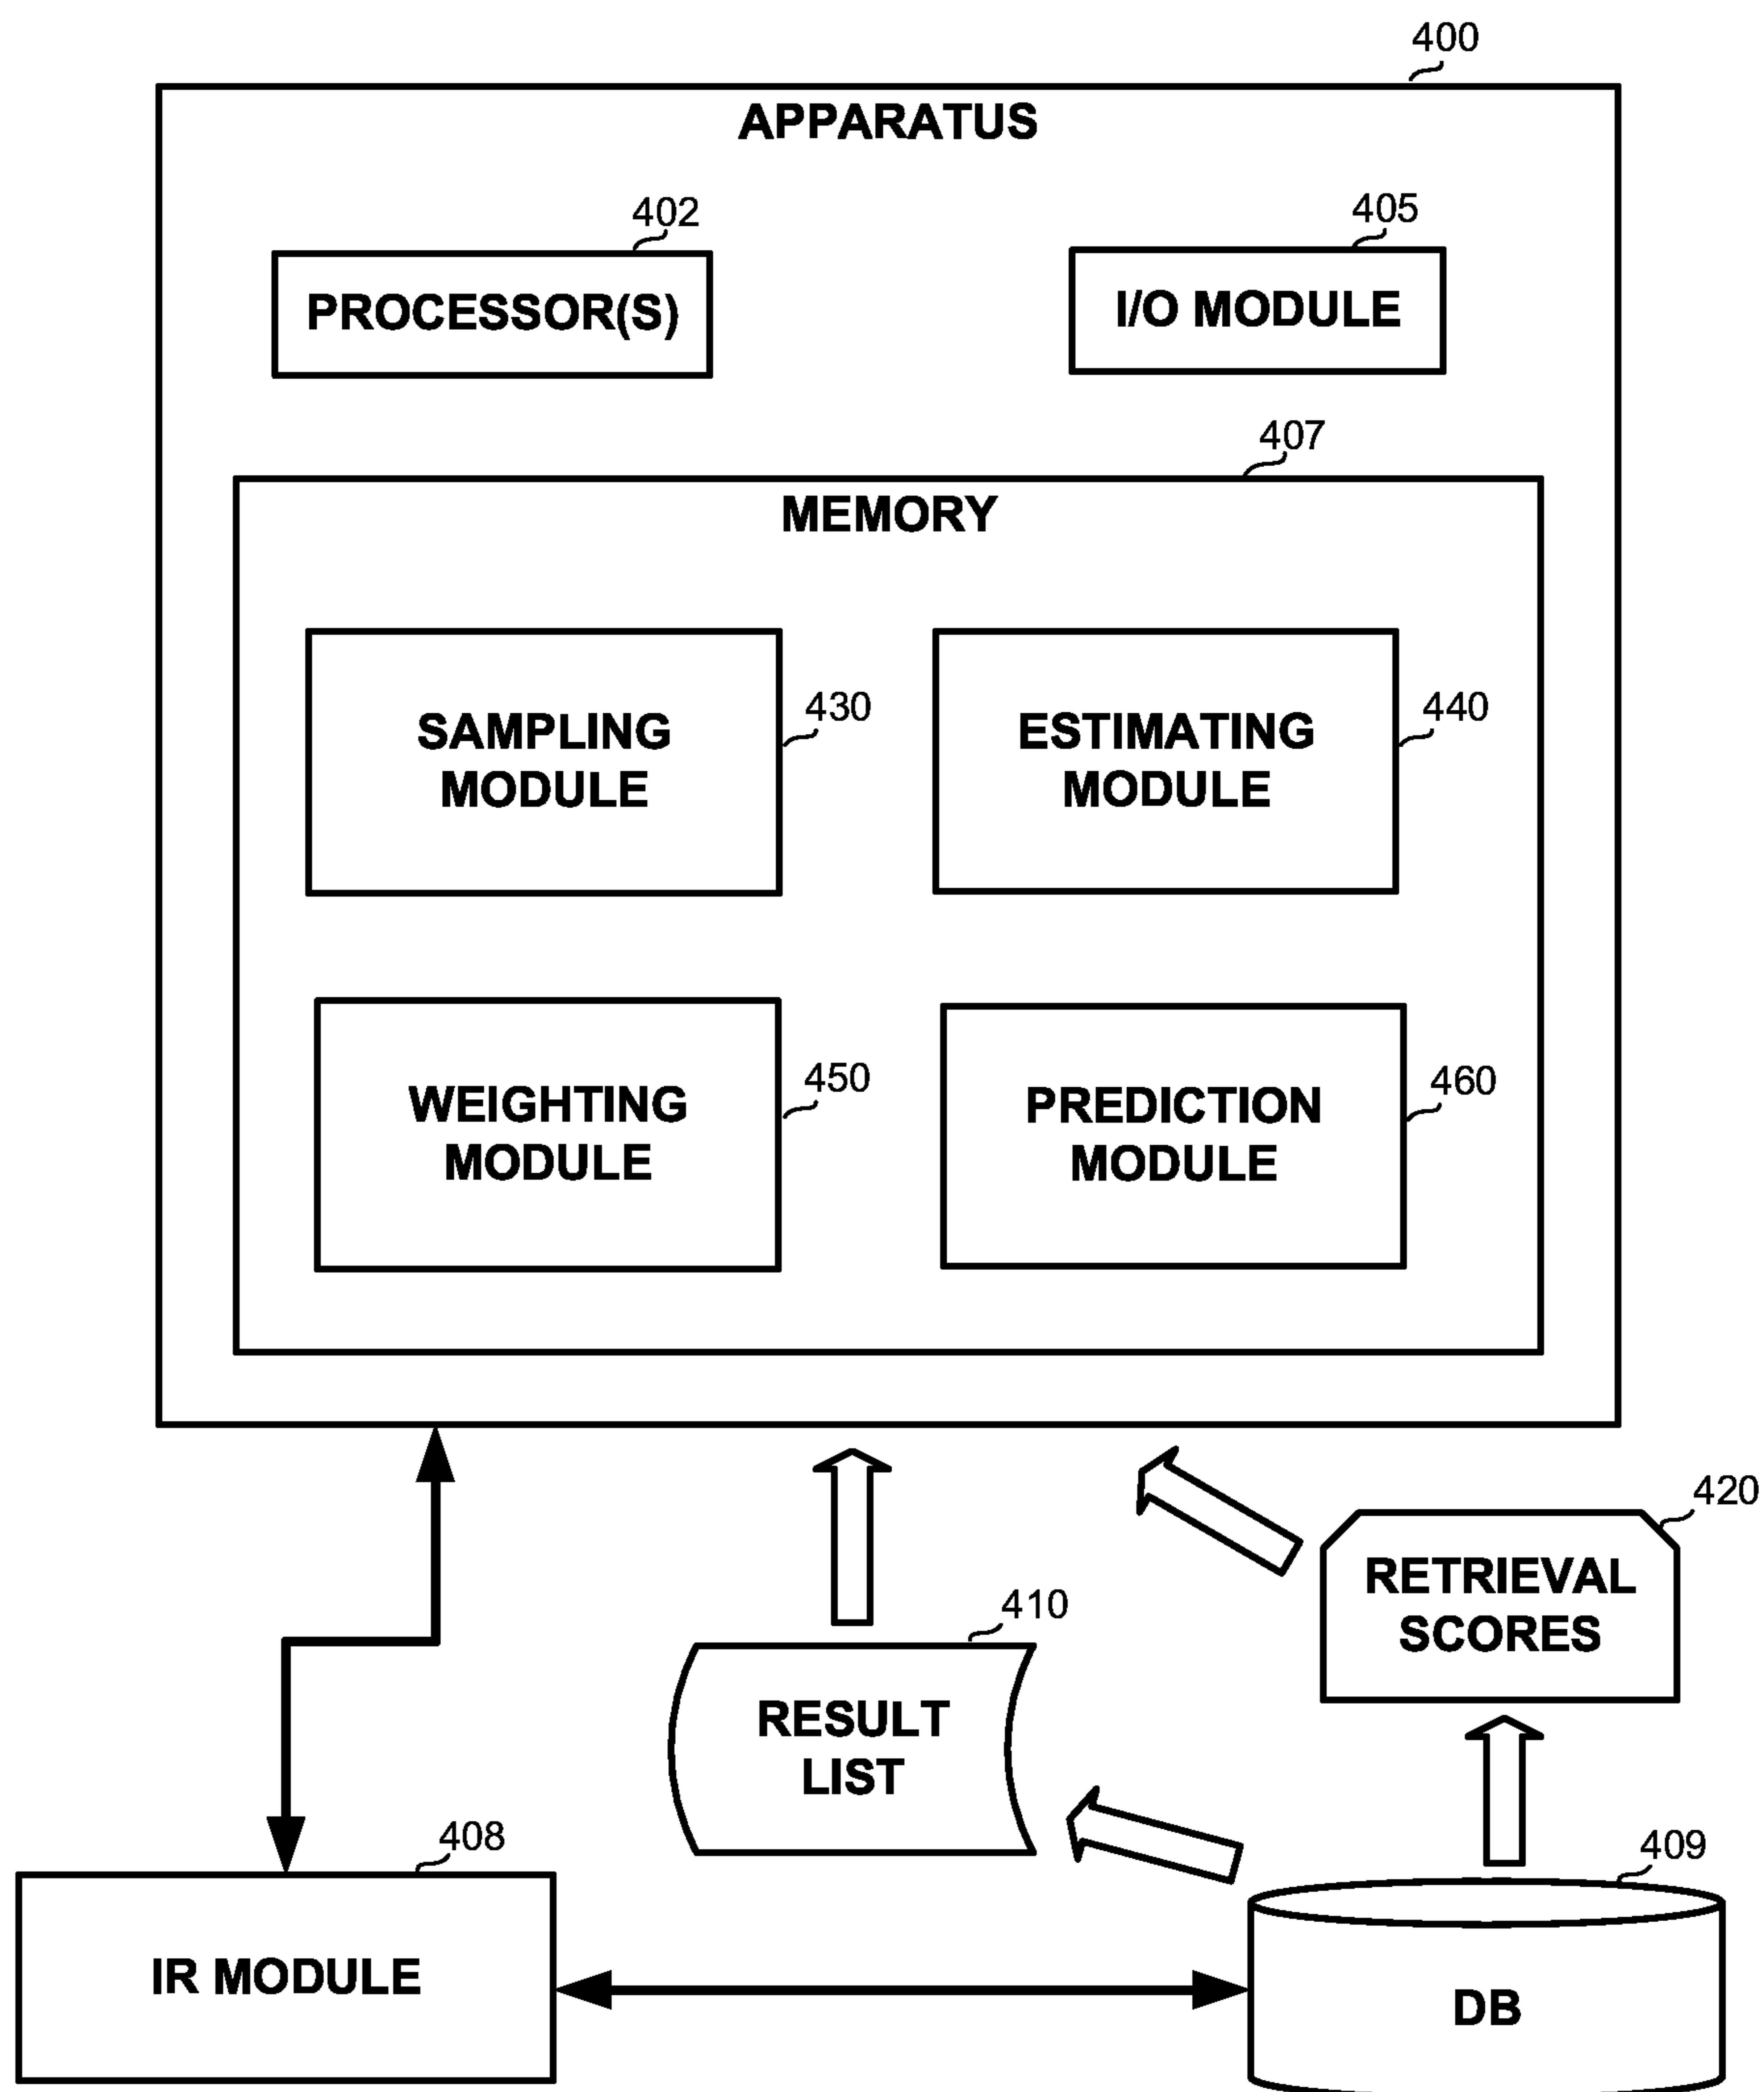 400
APPARATUS
402
405
PROCESSOR(S)
I/O MODULE
407
MEMORY
SAMPLING
MODULE
430
ESTIMATING
MODULE
440
WEIGHTING
MODULE
450
PREDICTION
MODULE
460
420
RETRIEVAL
SCORES
410
RESULT
LIST
408
IR MODULE
409
DB